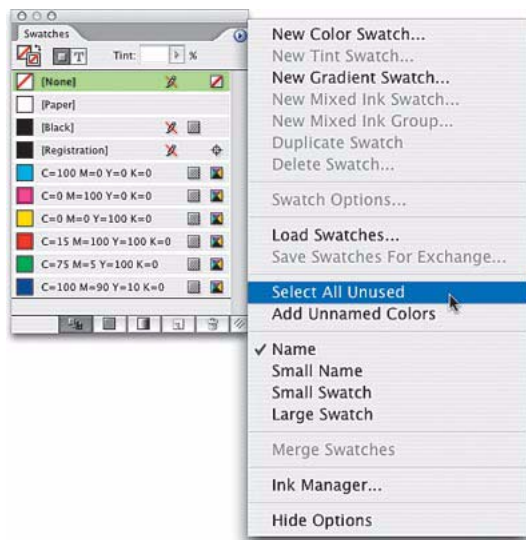 Swatches
T Tint: %
[None]
[Paper]
[Black]
[Registration]
C=100 M=0 Y=0 K=0
C=0 M=100 Y=0 K=0
C=0 M=0 Y=100 K=0
C=15 M=100 Y=100 K=0
C=75 M=5 Y=100 K=0
C=100 M=90 Y=10 K=0
New Color Swatch...
New Tint Swatch...
New Gradient Swatch...
New Mixed Ink Swatch...
New Mixed Ink Group...
Duplicate Swatch
Delete Swatch...
Swatch Options...
Load Swatches...
Save Swatches For Exchange...
Select All Unused
Add Unnamed Colors
✓ Name
Small Name
Small Swatch
Large Swatch
Merge Swatches
Ink Manager...
Hide Options